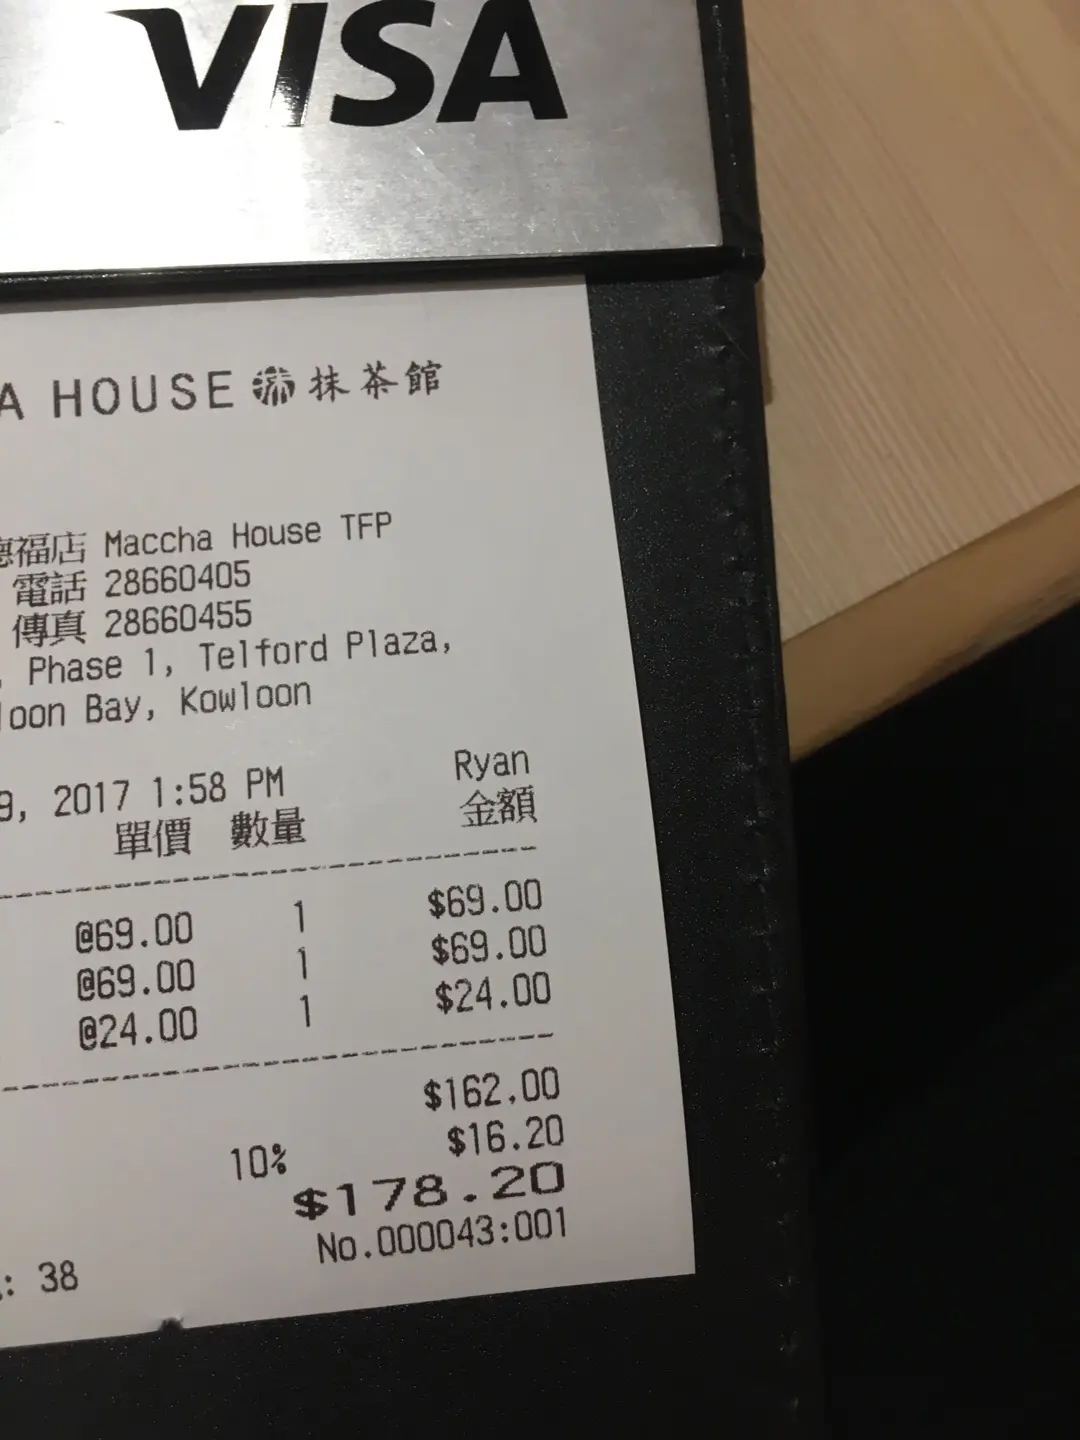 VISA
A HOUSE 抹茶館
德福店 Maccha House TFP
電話 28660405
傳真 28660455
, Phase 1, Telford Plaza,
loon Bay, Kowloon
9, 2017 1:58 PM Ryan
單價 數量 金額
@69.00 1 $69.00
@69.00 1 $69.00
@24.00 1 $24.00
$162.00
10% $16.20
$178.20
No.000043:001
: 38